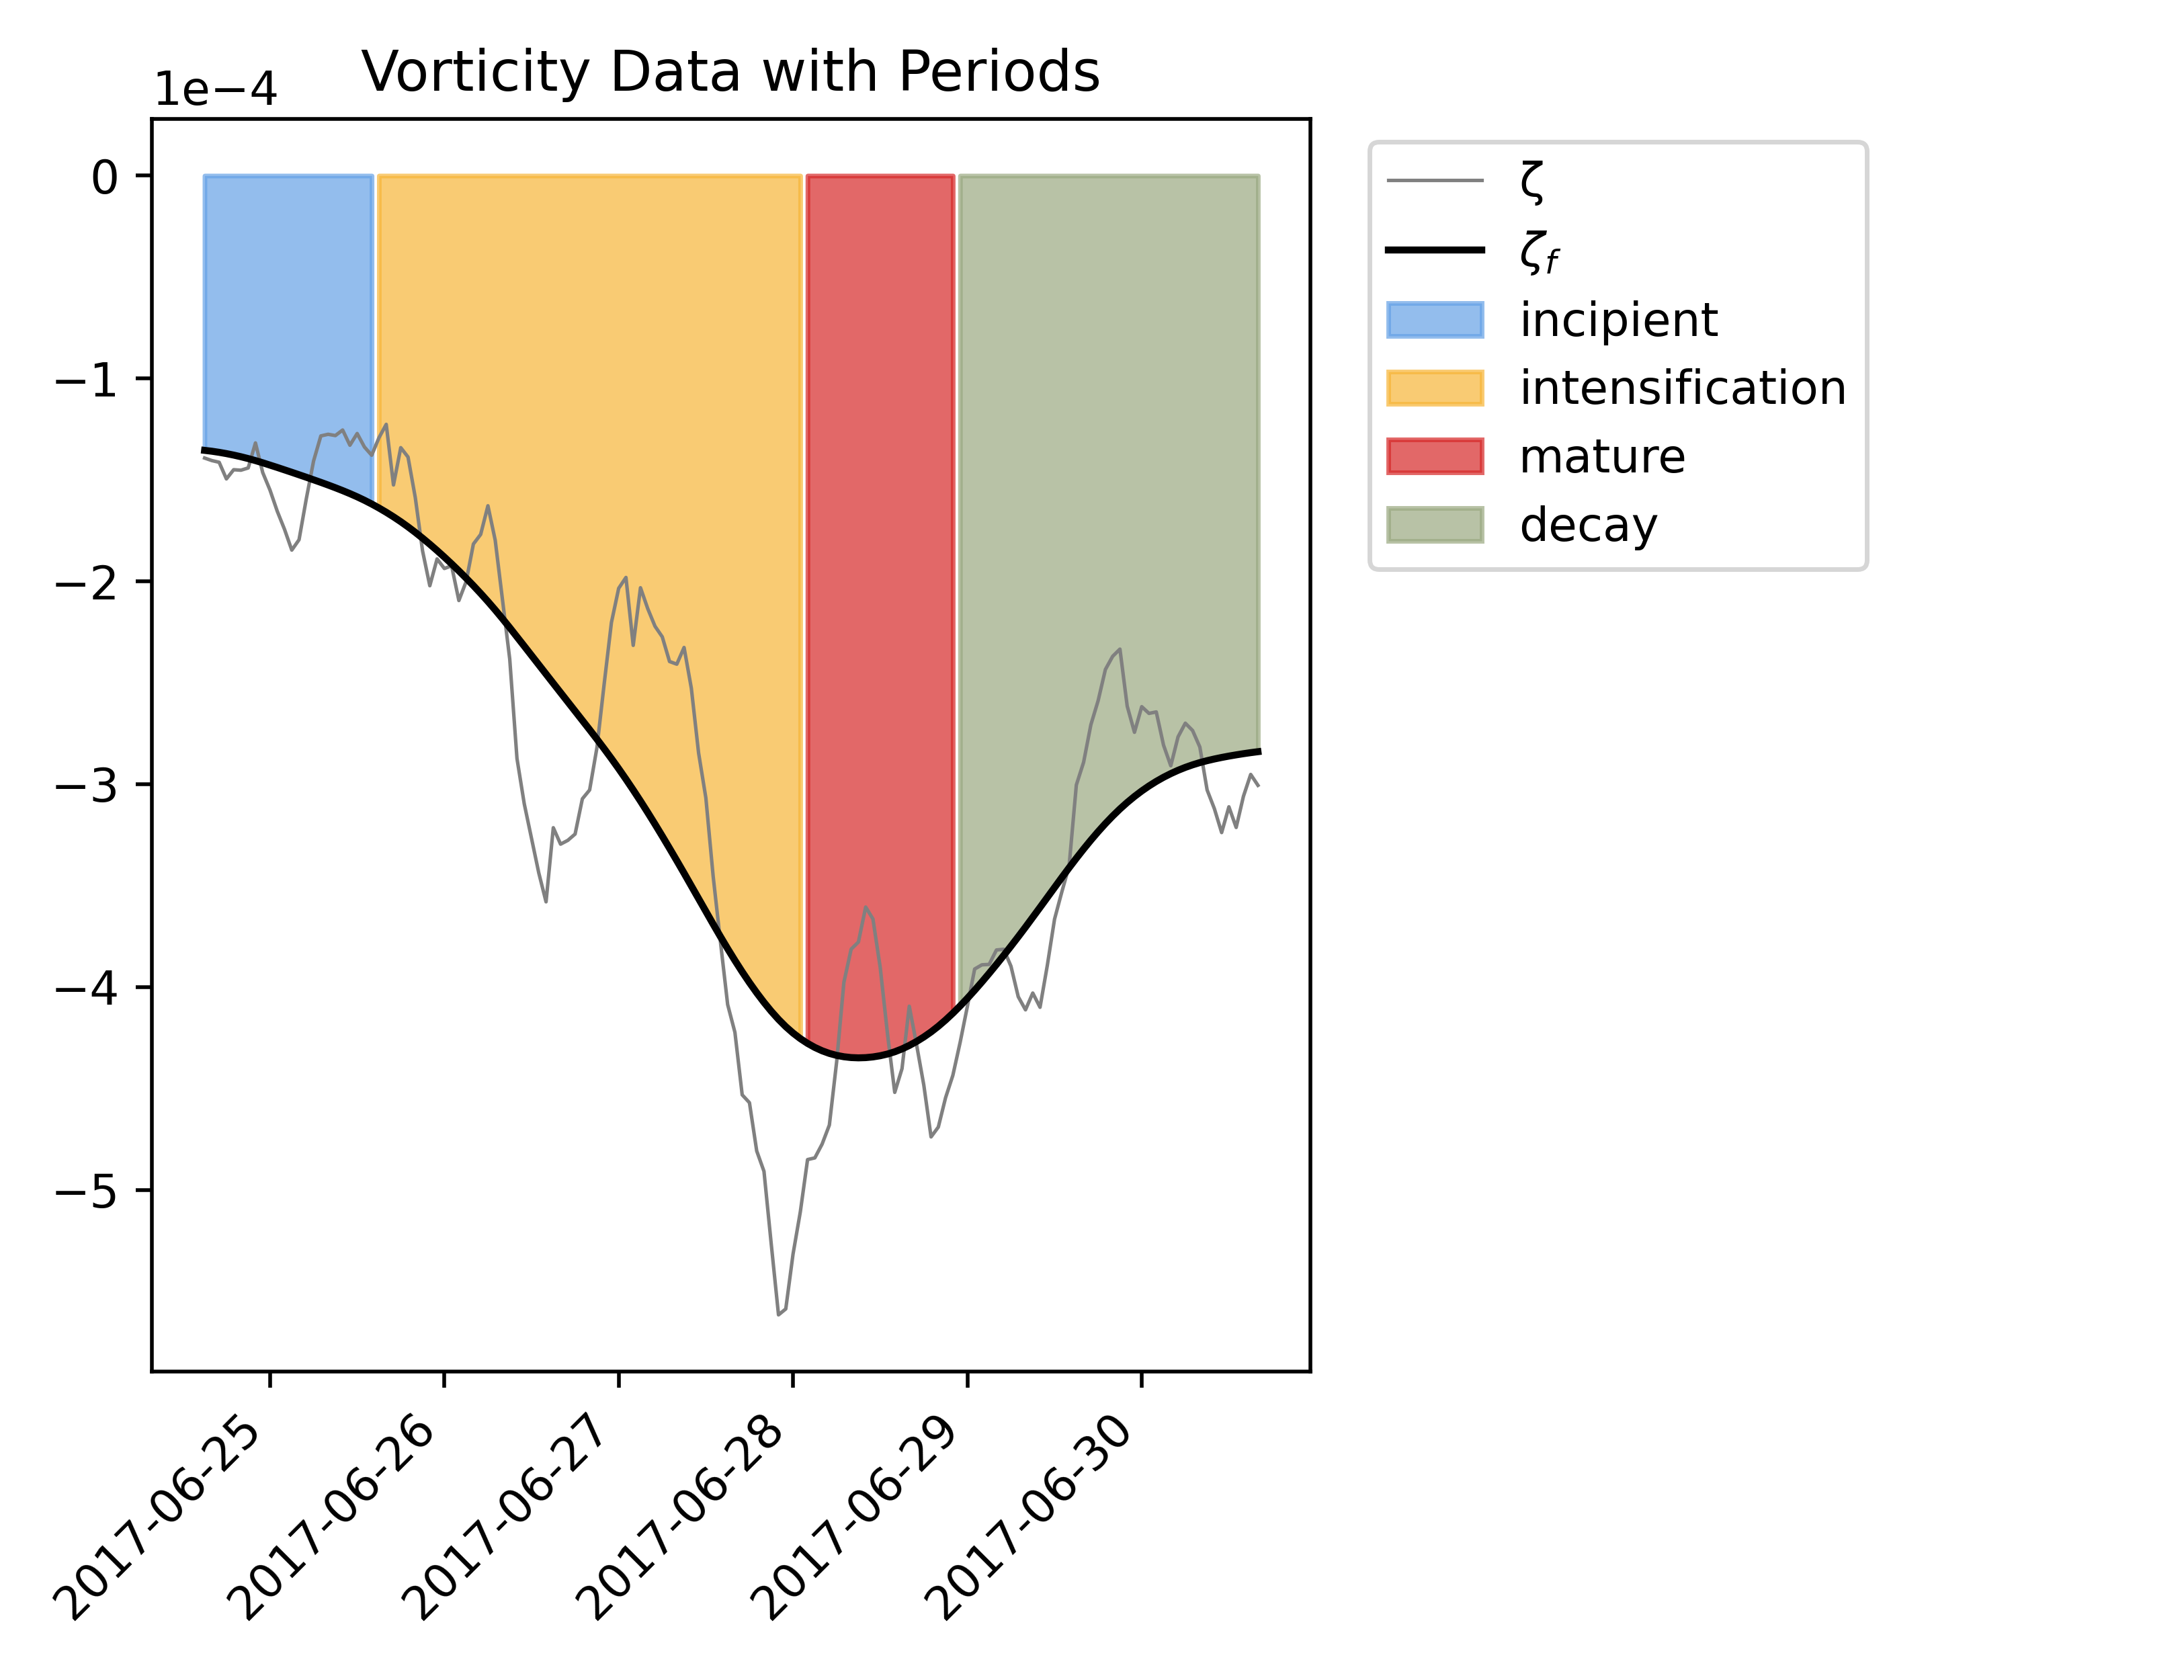 Vorticity Data with Periods
1e−4
0
−1
−2
−3
−4
−5
2017-06-25
2017-06-26
2017-06-27
2017-06-28
2017-06-29
2017-06-30
ζ
ζf
incipient
intensification
mature
decay